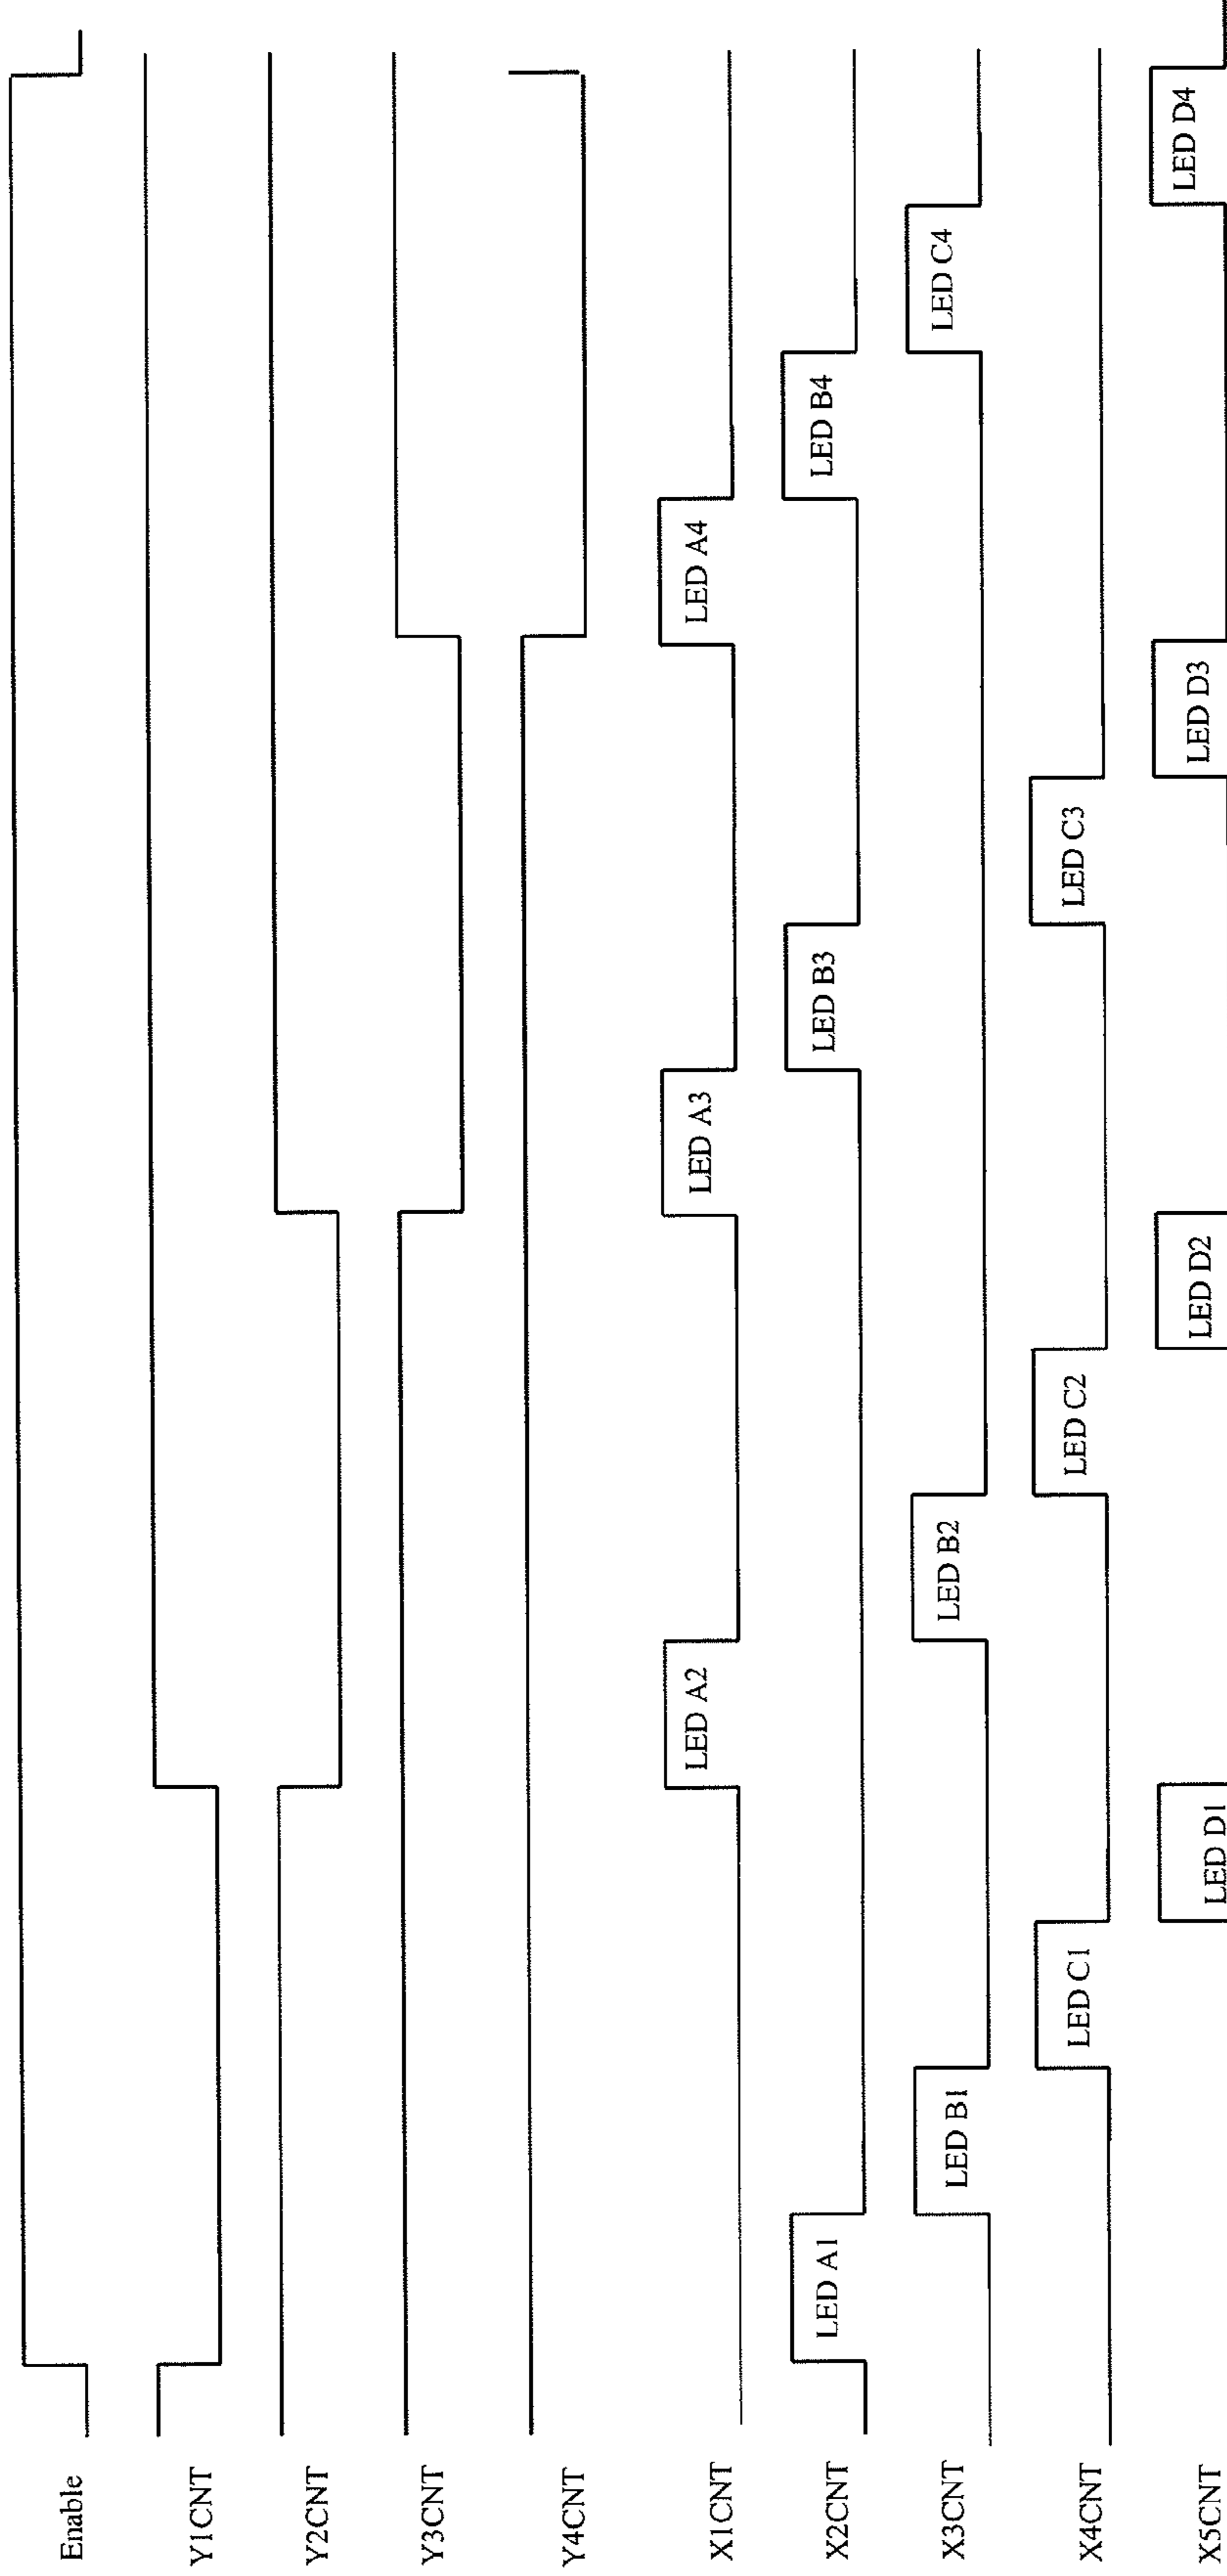 Enable
Y1CNT
Y2CNT
Y3CNT
Y4CNT
X1CNT
LED A2
LED A3
LED A4
X2CNT
LED A1
LED B3
LED B4
X3CNT
LED B1
LED B2
LED C4
X4CNT
LED C1
LED C2
LED C3
X5CNT
LED D1
LED D2
LED D3
LED D4